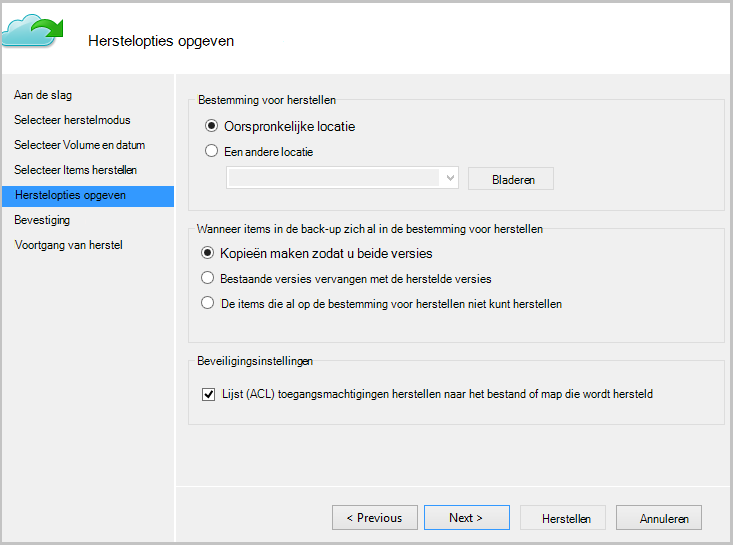 Herstelopties opgeven
Aan de slag
Selecteer herstelmodus
Selecteer Volume en datum
Selecteer Items herstellen
Herstelopties opgeven
Bevestiging
Voortgang van herstel
Bestemming voor herstellen
Oorspronkelijke locatie
Een andere locatie
Bladeren
Wanneer items in de back-up zich al in de bestemming voor herstellen
Kopieën maken zodat u beide versies
Bestaande versies vervangen met de herstelde versies
De items die al op de bestemming voor herstellen niet kunt herstellen
Beveiligingsinstellingen
Lijst (ACL) toegangsmachtigingen herstellen naar het bestand of map die wordt hersteld
< Previous
Next >
Herstellen
Annuleren